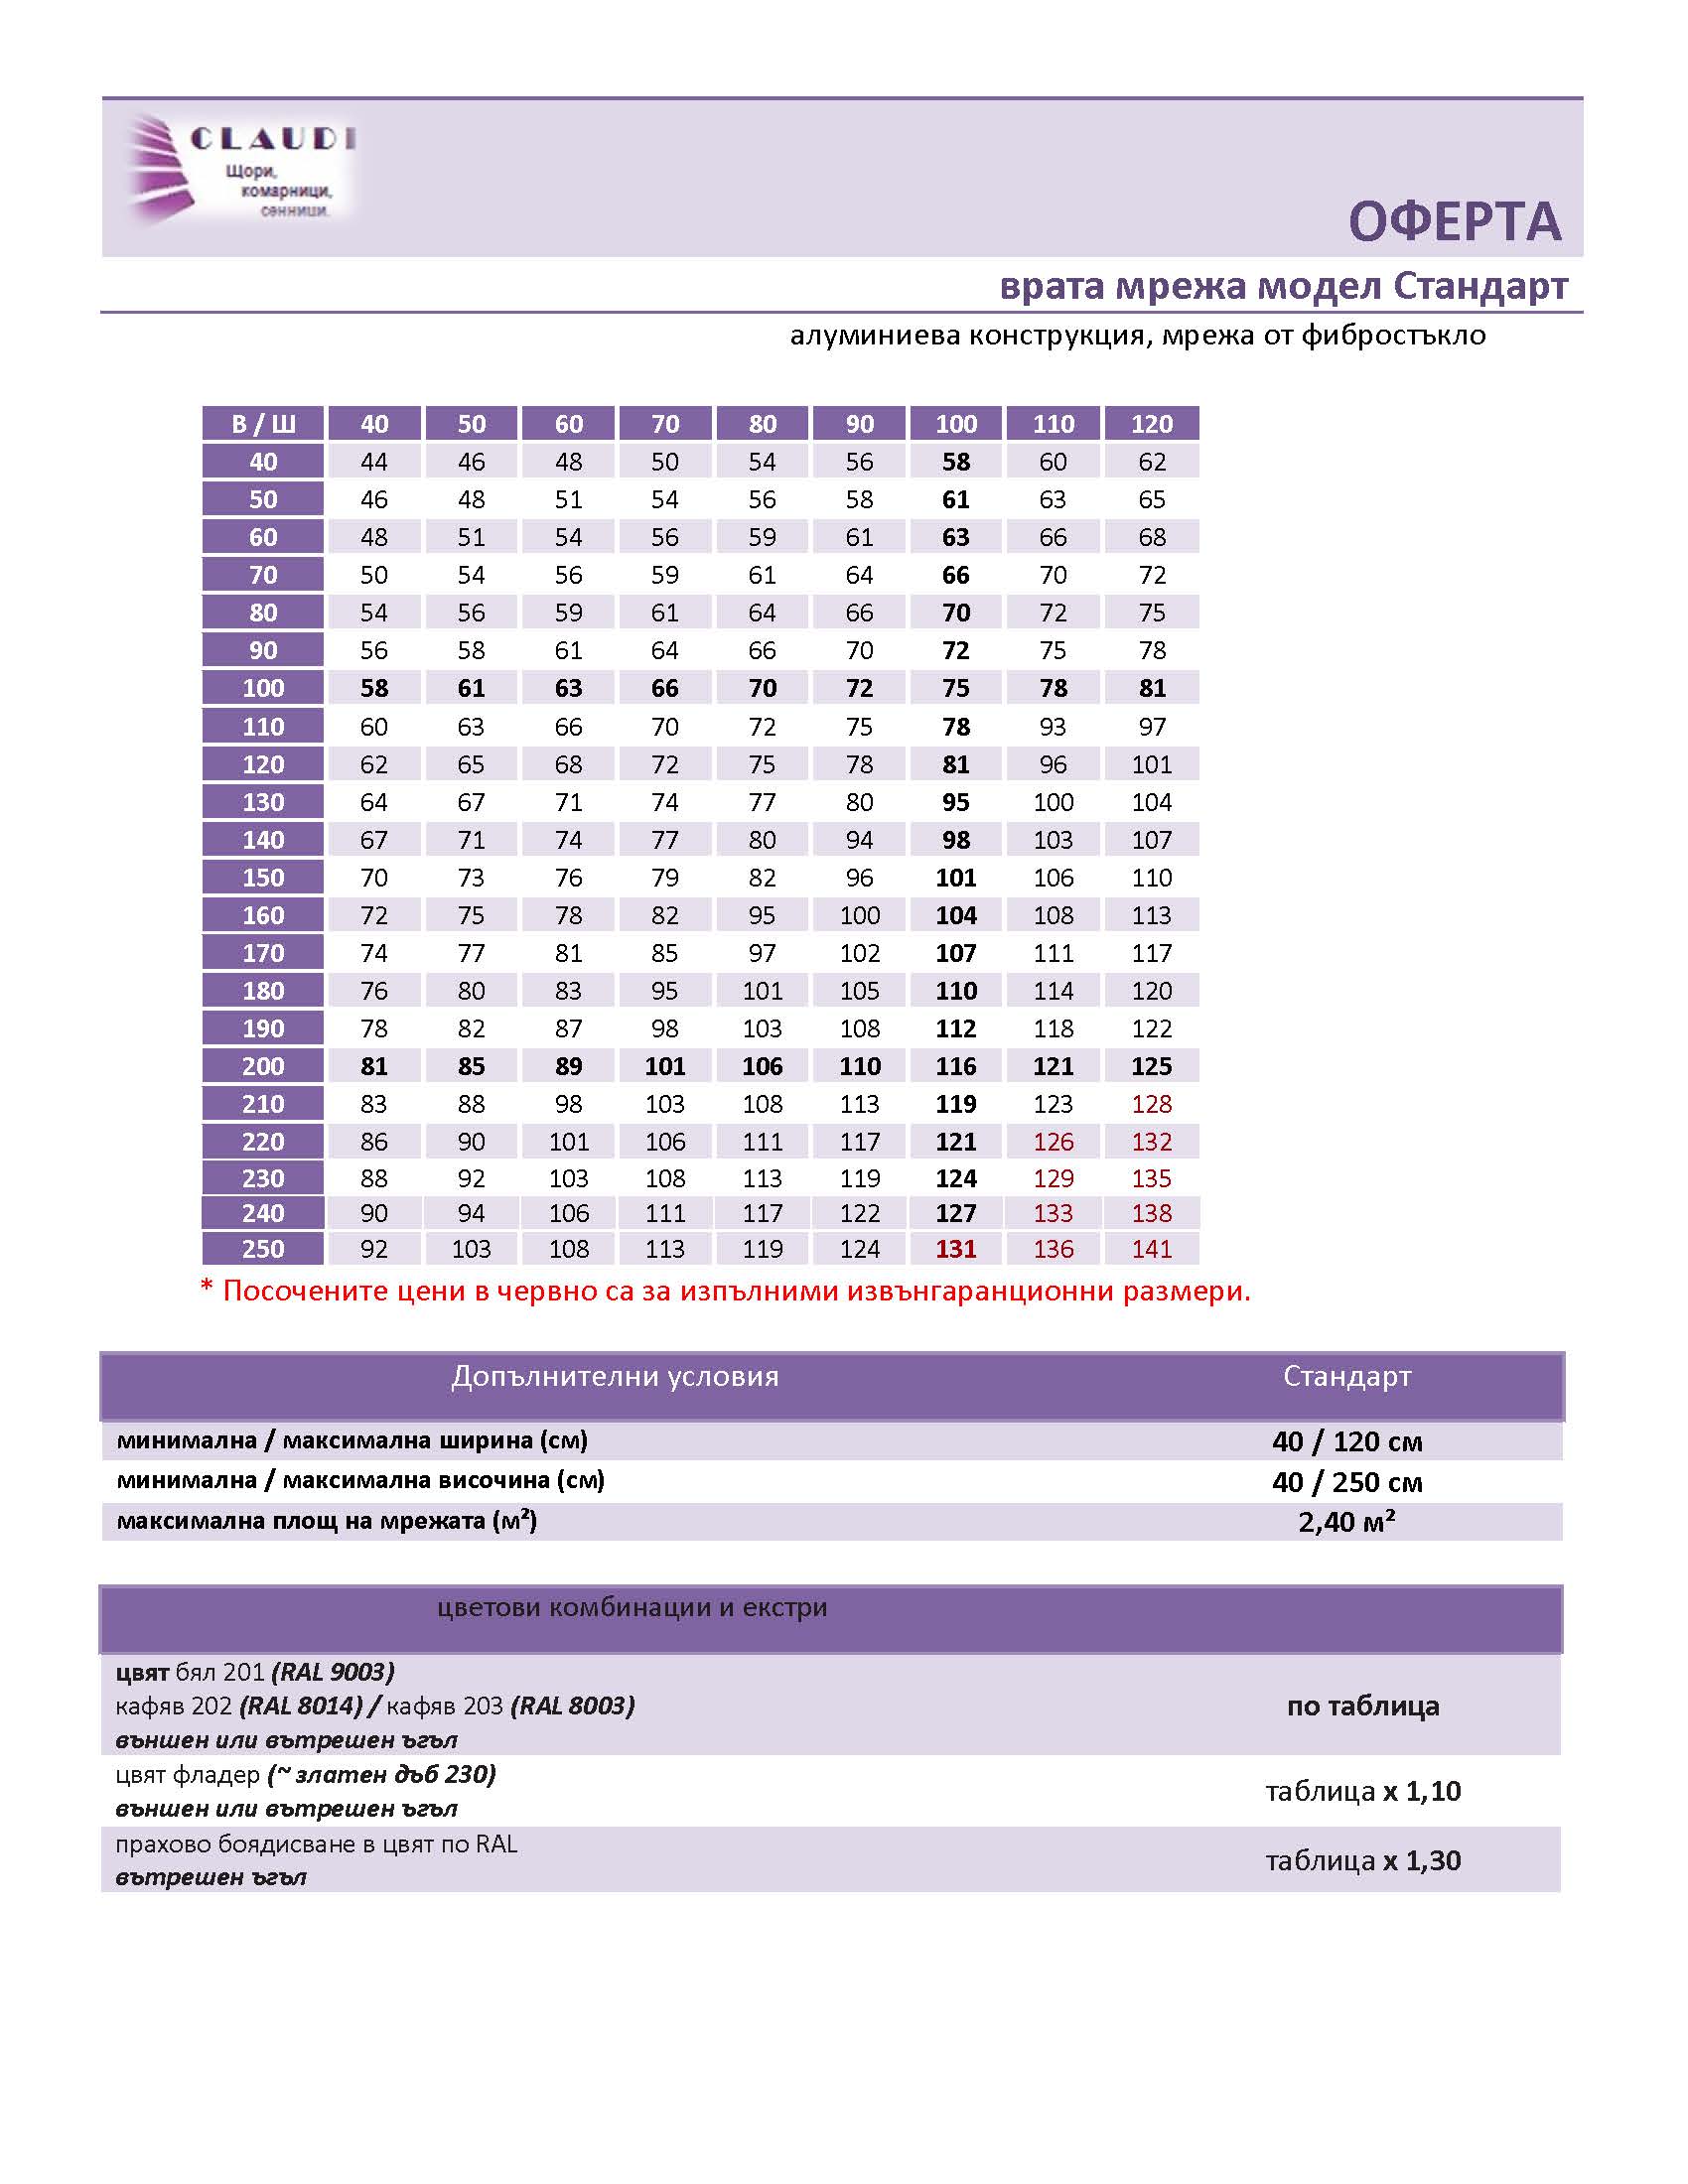 CLAUDI
Щори,
комарници,
сенници.
ОФЕРТА
врата мрежа модел Стандарт
алуминиева конструкция, мрежа от фибростъкло
В / Ш 40 50 60 70 80 90 100 110 120
40 44 46 48 50 54 56 58 60 62
50 46 48 51 54 56 58 61 63 65
60 48 51 54 56 59 61 63 66 68
70 50 54 56 59 61 64 66 70 72
80 54 56 59 61 64 66 70 72 75
90 56 58 61 64 66 70 72 75 78
100 58 61 63 66 70 72 75 78 81
110 60 63 66 70 72 75 78 93 97
120 62 65 68 72 75 78 81 96 101
130 64 67 71 74 77 80 95 100 104
140 67 71 74 77 80 94 98 103 107
150 70 73 76 79 82 96 101 106 110
160 72 75 78 82 95 100 104 108 113
170 74 77 81 85 97 102 107 111 117
180 76 80 83 95 101 105 110 114 120
190 78 82 87 98 103 108 112 118 122
200 81 85 89 101 106 110 116 121 125
210 83 88 98 103 108 113 119 123 128
220 86 90 101 106 111 117 121 126 132
230 88 92 103 108 113 119 124 129 135
240 90 94 106 111 117 122 127 133 138
250 92 103 108 113 119 124 131 136 141
* Посочените цени в червно са за изпълними извънгаранционни размери.
Допълнителни условия Стандарт
минимална / максимална ширина (см) 40 / 120 см
минимална / максимална височина (см) 40 / 250 см
максимална площ на мрежата (м²) 2,40 м²
цветови комбинации и екстри
цвят бял 201 (RAL 9003)
кафяв 202 (RAL 8014) / кафяв 203 (RAL 8003) по таблица
външен или вътрешен ъгъл
цвят фладер (~ златен дъб 230)
таблица x 1,10
външен или вътрешен ъгъл
прахово боядисване в цвят по RAL
таблица x 1,30
вътрешен ъгъл